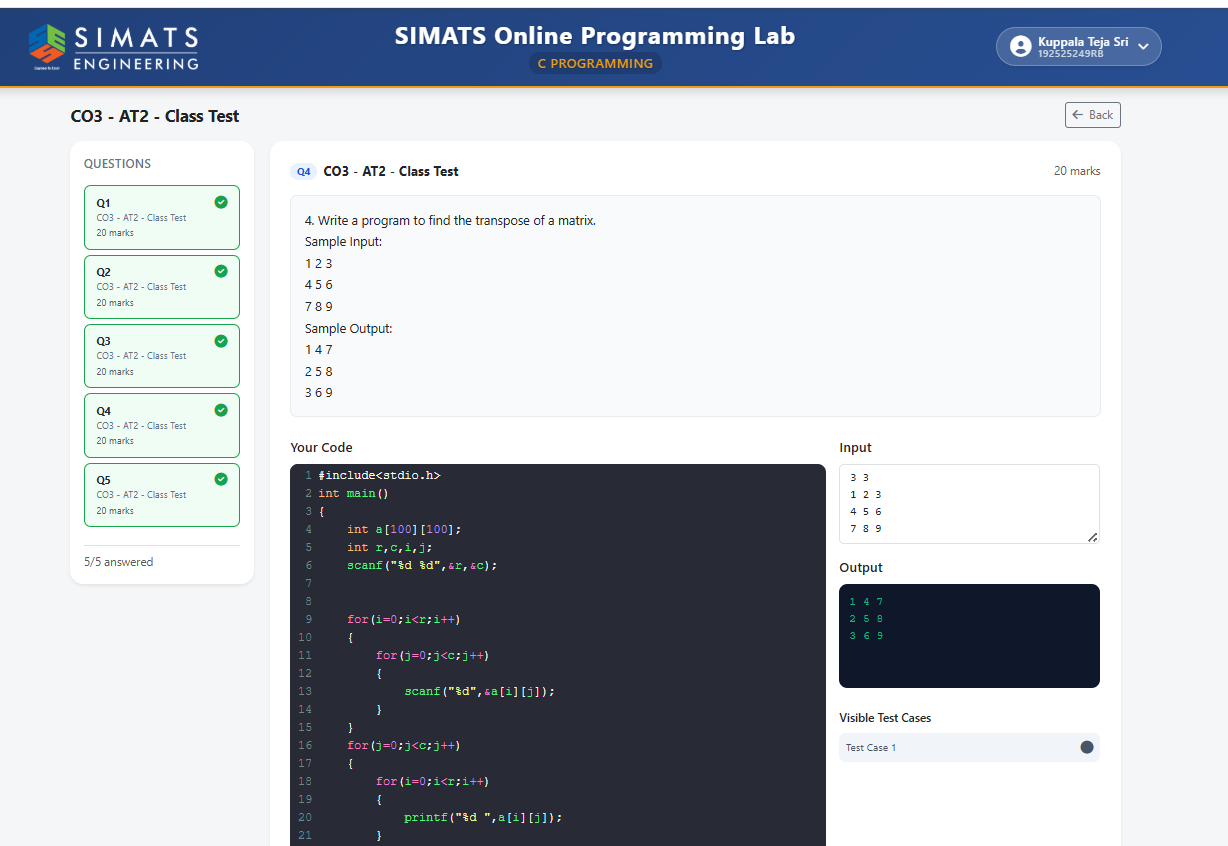 SIMATS
ENGINEERING
SIMATS Online Programming Lab
C PROGRAMMING
Kuppala Teja Sri
192525249RB
CO3 - AT2 - Class Test
← Back
QUESTIONS
Q1
CO3 - AT2 - Class Test
20 marks
Q2
CO3 - AT2 - Class Test
20 marks
Q3
CO3 - AT2 - Class Test
20 marks
Q4
CO3 - AT2 - Class Test
20 marks
Q5
CO3 - AT2 - Class Test
20 marks
5/5 answered
Q4 CO3 - AT2 - Class Test 20 marks
4. Write a program to find the transpose of a matrix.
Sample Input:
1 2 3
4 5 6
7 8 9
Sample Output:
1 4 7
2 5 8
3 6 9
Your Code
1 #include<stdio.h>
2 int main()
3 {
4     int a[100][100];
5     int r,c,i,j;
6     scanf("%d %d",&r,&c);
7
8
9     for(i=0;i<r;i++)
10     {
11         for(j=0;j<c;j++)
12         {
13             scanf("%d",&a[i][j]);
14         }
15     }
16     for(j=0;j<c;j++)
17     {
18         for(i=0;i<r;i++)
19         {
20             printf("%d ",a[i][j]);
21         }
Input
3 3
1 2 3
4 5 6
7 8 9
Output
1 4 7
2 5 8
3 6 9
Visible Test Cases
Test Case 1